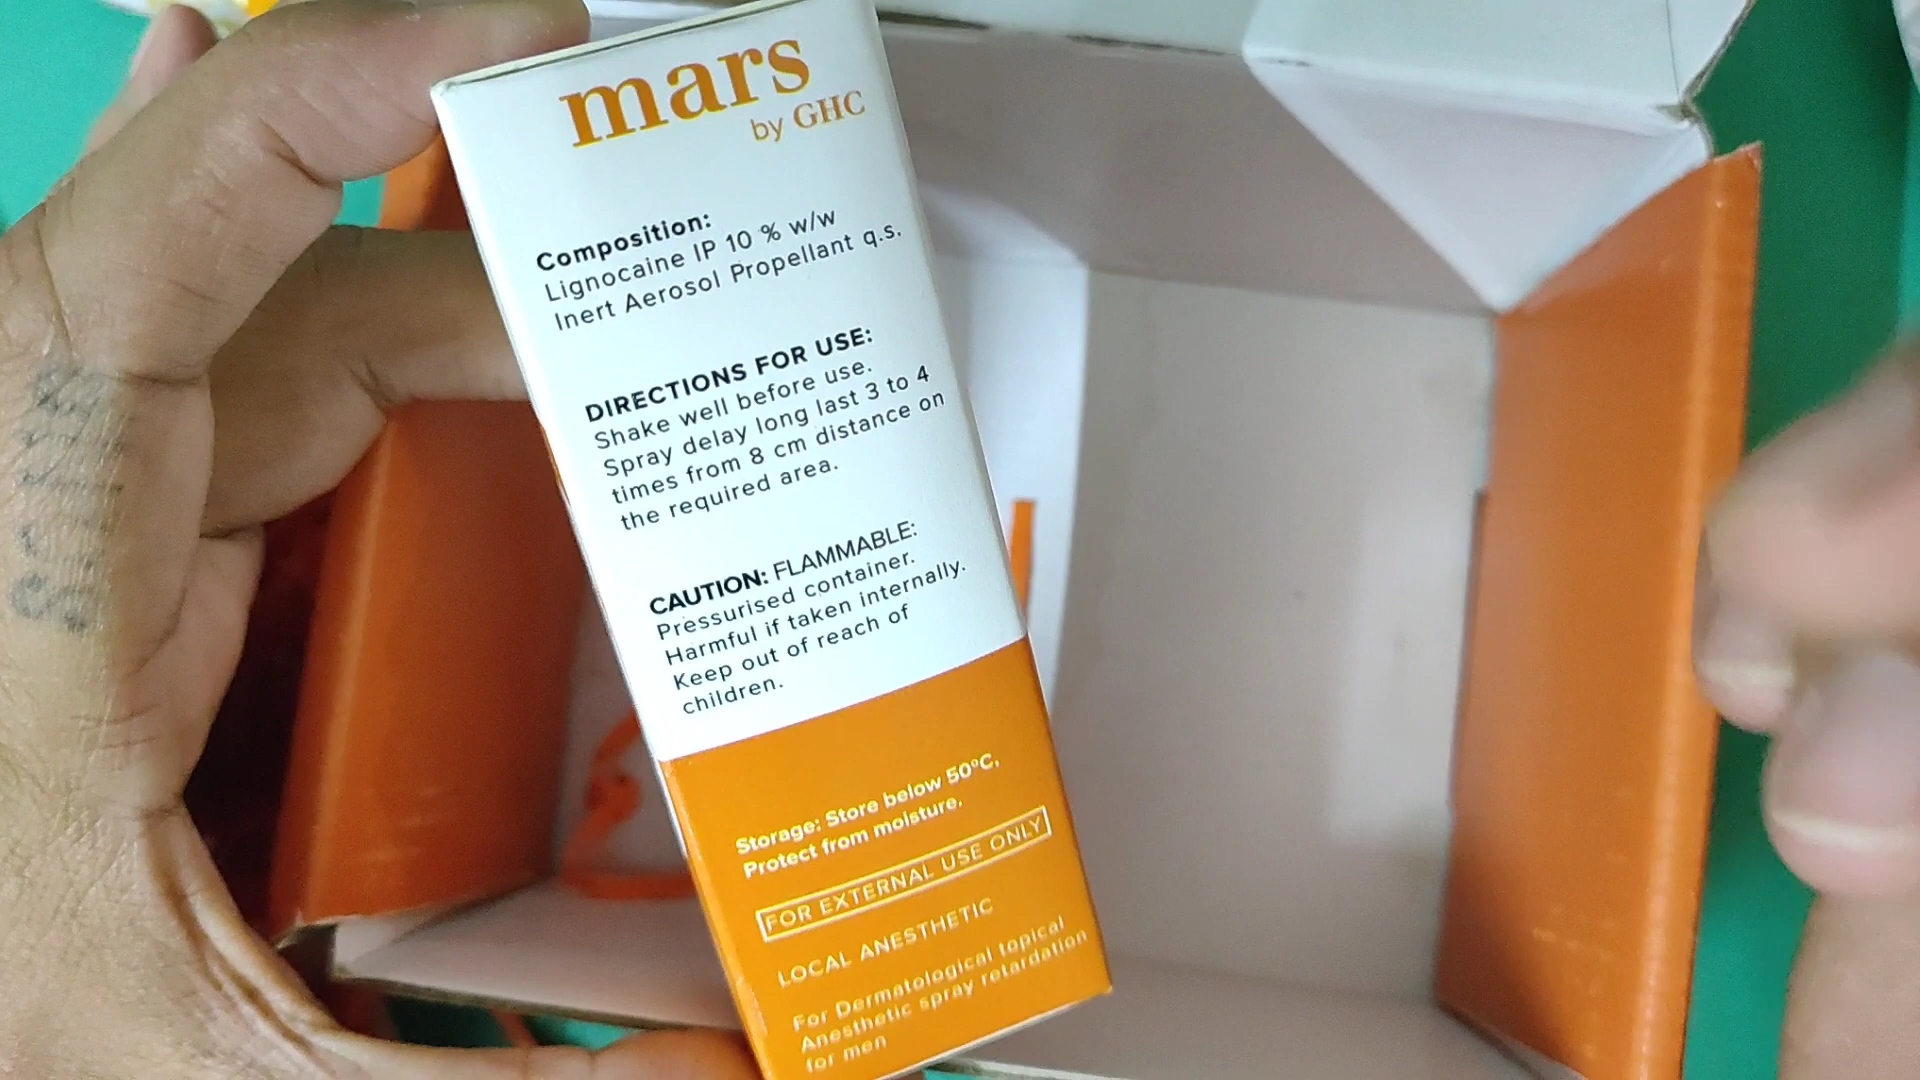 mars
by GHC
Composition:
Lignocaine IP 10 % w/w
Inert Aerosol Propellant q.s.
DIRECTIONS FOR USE:
Shake well before use.
Spray delay long last 3 to 4
times from 8 cm distance on
the required area.
CAUTION: FLAMMABLE:
Pressurised container.
Harmful if taken internally.
Keep out of reach of
children.
Storage: Store below 50°C,
Protect from moisture.
FOR EXTERNAL USE ONLY
LOCAL ANESTHETIC
For Dermatological topical
Anesthetic spray retardation
for men